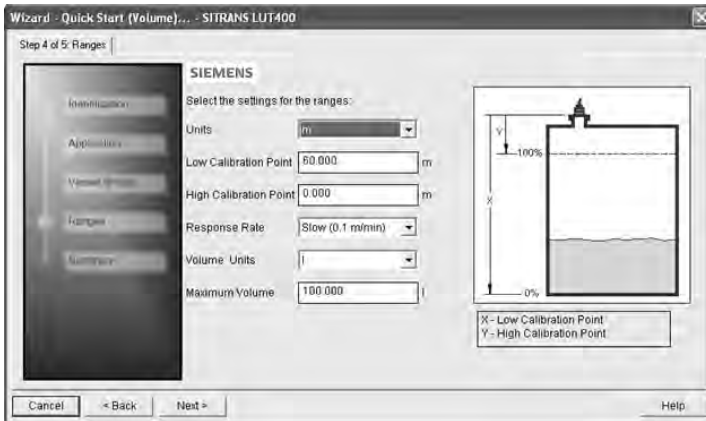 Wizard - Quick Start (Volume)... - SITRANS LUT400
Step 4 of 5: Ranges
SIEMENS
Identification
Application
Vessel Shape
Ranges
Summary
Select the settings for the ranges:
Units m
Low Calibration Point 60.000 m
High Calibration Point 0.000 m
Response Rate Slow (0.1 m/min)
Volume Units l
Maximum Volume 100.000 l
Y
100%
X
0%
X - Low Calibration Point
Y - High Calibration Point
Cancel < Back Next > Help